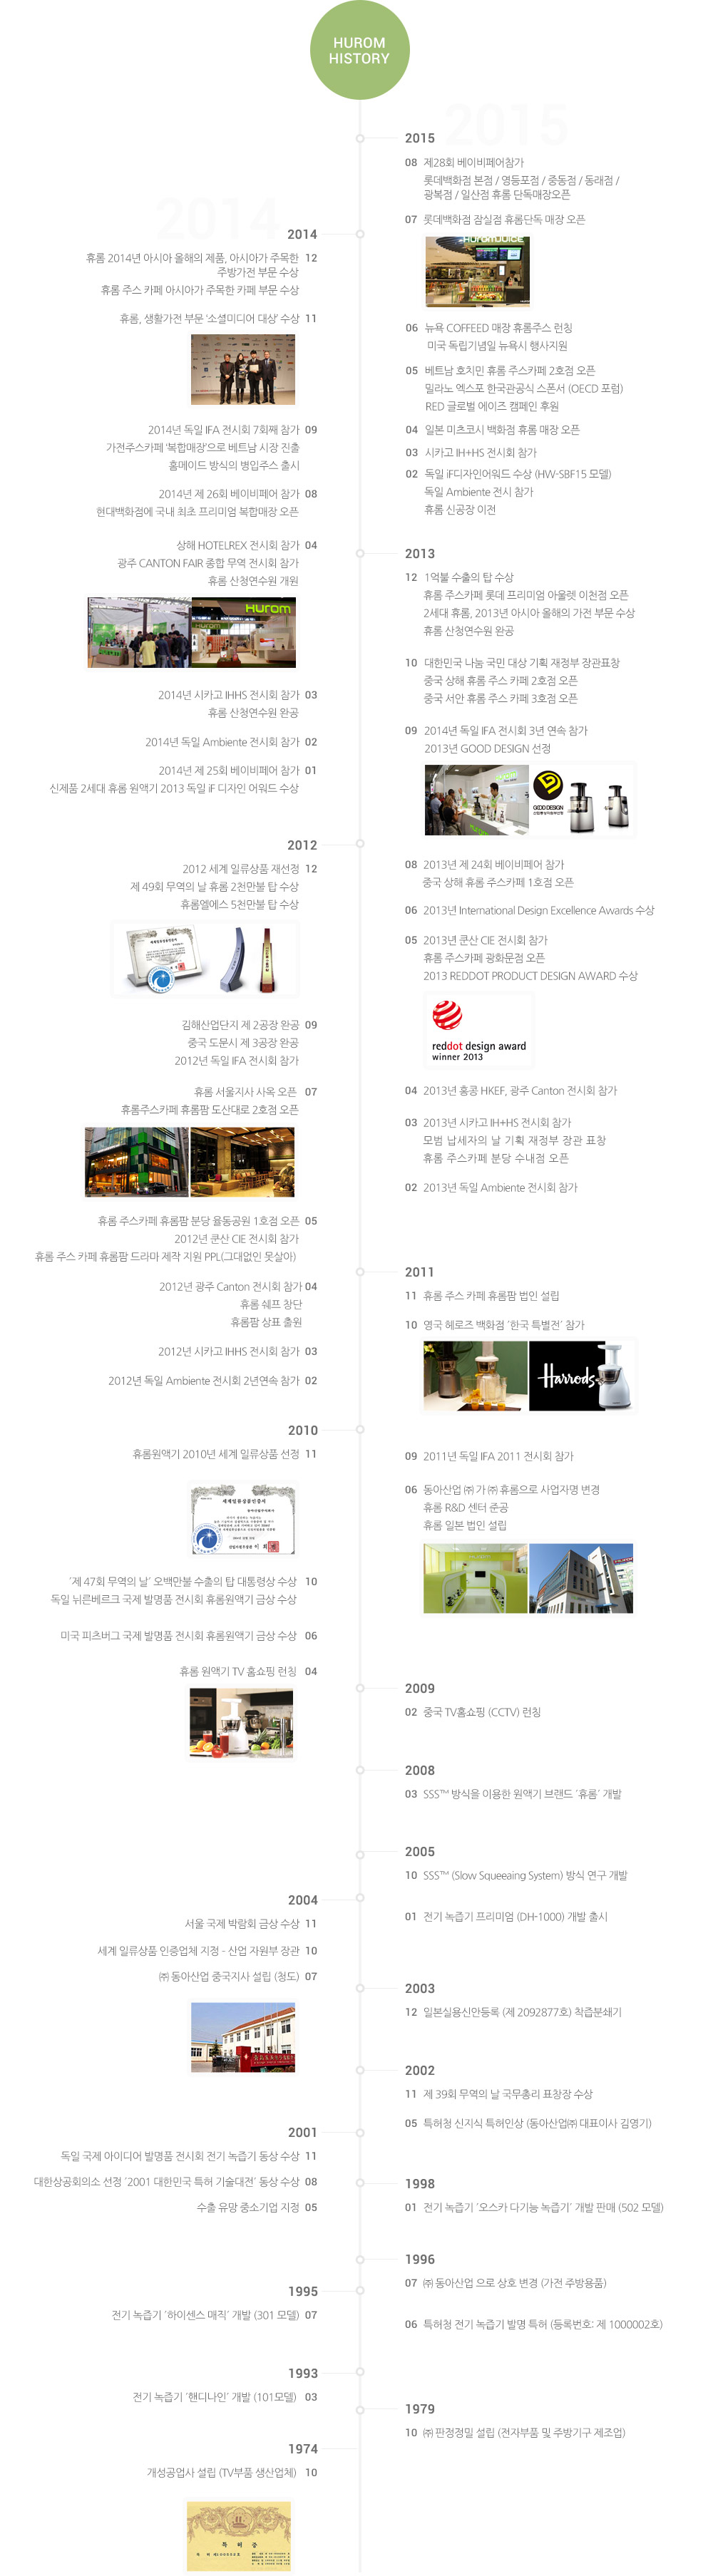 HUROM
HISTORY
2015
2015
08 제28회 베이비페어참가
롯데백화점 본점 / 영등포점 / 중동점 / 동래점 /
광복점 / 일산점 휴롬 단독매장오픈
07 롯데백화점 잠실점 휴롬단독 매장 오픈
HUROMJUICE
06 뉴욕 COFFEED 매장 휴롬주스 런칭
미국 독립기념일 뉴욕시 행사지원
05 베트남 호치민 휴롬 주스카페 2호점 오픈
밀라노 엑스포 한국관공식 스폰서 (OECD 포럼)
RED 글로벌 에이즈 캠페인 후원
04 일본 미츠코시 백화점 휴롬 매장 오픈
03 시카고 IH+HS 전시회 참가
02 독일 iF디자인어워드 수상 (HW-SBF15 모델)
독일 Ambiente 전시 참가
휴롬 신공장 이전
2014
2014
휴롬 2014년 아시아 올해의 제품, 아시아가 주목한 12
주방가전 부문 수상
휴롬 주스 카페 아시아가 주목한 카페 부문 수상
휴롬, 생활가전 부문 '소셜미디어 대상' 수상 11
2014년 독일 IFA 전시회 7회째 참가 09
가전주스카페 '복합매장'으로 베트남 시장 진출
홈메이드 방식의 병입주스 출시
2014년 제 26회 베이비페어 참가 08
현대백화점에 국내 최초 프리미엄 복합매장 오픈
상해 HOTELREX 전시회 참가 04
광주 CANTON FAIR 종합 무역 전시회 참가
휴롬 산청연수원 개원
Hurom
Hurom
2014년 시카고 IHHS 전시회 참가 03
휴롬 산청연수원 완공
2014년 독일 Ambiente 전시회 참가 02
2014년 제 25회 베이비페어 참가 01
신제품 2세대 휴롬 원액기 2013 독일 iF 디자인 어워드 수상
2013
12 1억불 수출의 탑 수상
휴롬 주스카페 롯데 프리미엄 아울렛 이천점 오픈
2세대 휴롬, 2013년 아시아 올해의 가전 부문 수상
휴롬 산청연수원 완공
10 대한민국 나눔 국민 대상 기획 재정부 장관표창
중국 상해 휴롬 주스 카페 2호점 오픈
중국 서안 휴롬 주스 카페 3호점 오픈
09 2014년 독일 IFA 전시회 3년 연속 참가
2013년 GOOD DESIGN 선정
GOOD DESIGN
08 2013년 제 24회 베이비페어 참가
중국 상해 휴롬 주스카페 1호점 오픈
06 2013년 International Design Excellence Awards 수상
05 2013년 쿤산 CIE 전시회 참가
휴롬 주스카페 광화문점 오픈
2013 REDDOT PRODUCT DESIGN AWARD 수상
reddot design award
winner 2013
04 2013년 홍콩 HKEF, 광주 Canton 전시회 참가
03 2013년 시카고 IH+HS 전시회 참가
모범 납세자의 날 기획 재정부 장관 표창
휴롬 주스카페 분당 수내점 오픈
02 2013년 독일 Ambiente 전시회 참가
2012
2012 세계 일류상품 재선정 12
제 49회 무역의 날 휴롬 2천만불 탑 수상
휴롬엘에스 5천만불 탑 수상
김해산업단지 제 2공장 완공 09
중국 도문시 제 3공장 완공
2012년 독일 IFA 전시회 참가
휴롬 서울지사 사옥 오픈 07
휴롬주스카페 휴롬팜 도산대로 2호점 오픈
휴롬 주스카페 휴롬팜 분당 율동공원 1호점 오픈 05
2012년 쿤산 CIE 전시회 참가
휴롬 주스 카페 휴롬팜 드라마 제작 지원 PPL(그대없인 못살아)
2012년 광주 Canton 전시회 참가 04
휴롬 쉐프 창단
휴롬팜 상표 출원
2012년 시카고 IHHS 전시회 참가 03
2012년 독일 Ambiente 전시회 2년연속 참가 02
2011
11 휴롬 주스 카페 휴롬팜 법인 설립
10 영국 헤로즈 백화점 '한국 특별전' 참가
Harrods
09 2011년 독일 IFA 2011 전시회 참가
06 동아산업 ㈜ 가 ㈜ 휴롬으로 사업자명 변경
휴롬 R&D 센터 준공
휴롬 일본 법인 설립
2010
휴롬원액기 2010년 세계 일류상품 선정 11
세계일류상품인증서
'제 47회 무역의 날' 오백만불 수출의 탑 대통령상 수상 10
독일 뉘른베르크 국제 발명품 전시회 휴롬원액기 금상 수상
미국 피츠버그 국제 발명품 전시회 휴롬원액기 금상 수상 06
휴롬 원액기 TV 홈쇼핑 런칭 04
2009
02 중국 TV홈쇼핑 (CCTV) 런칭
2008
03 SSS™ 방식을 이용한 원액기 브랜드 '휴롬' 개발
2005
10 SSS™ (Slow Squeeaing System) 방식 연구 개발
01 전기 녹즙기 프리미엄 (DH-1000) 개발 출시
2004
서울 국제 박람회 금상 수상 11
세계 일류상품 인증업체 지정 - 산업 자원부 장관 10
㈜ 동아산업 중국지사 설립 (청도) 07
2003
12 일본실용신안등록 (제 2092877호) 착즙분쇄기
2002
11 제 39회 무역의 날 국무총리 표창장 수상
05 특허청 신지식 특허인상 (동아산업㈜ 대표이사 김영기)
2001
독일 국제 아이디어 발명품 전시회 전기 녹즙기 동상 수상 11
대한상공회의소 선정 '2001 대한민국 특허 기술대전' 동상 수상 08
수출 유망 중소기업 지정 05
1998
01 전기 녹즙기 '오스카 다기능 녹즙기' 개발 판매 (502 모델)
1996
07 ㈜ 동아산업 으로 상호 변경 (가전 주방용품)
06 특허청 전기 녹즙기 발명 특허 (등록번호: 제 1000002호)
1995
전기 녹즙기 '하이센스 매직' 개발 (301 모델) 07
1993
전기 녹즙기 '핸디나인' 개발 (101모델) 03
1979
10 ㈜ 판정정밀 설립 (전자부품 및 주방기구 제조업)
1974
개성공업사 설립 (TV부품 생산업체) 10
특 허 증